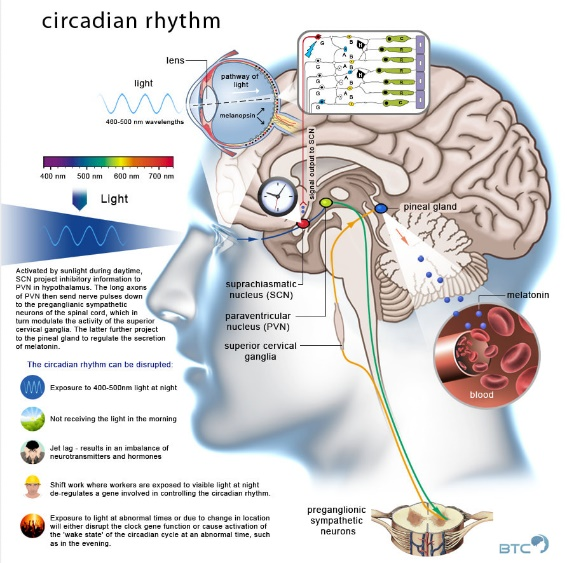 circadian rhythm
lens
light
400-500 nm wavelengths
pathway of
light
melanopsin
signal output to SCN
400 nm 500 nm 600 nm 700 nm
Light
pineal gland
suprachiasmatic
nucleus (SCN)
melatonin
paraventricular
nucleus (PVN)
superior cervical
ganglia
blood
Activated by sunlight during daytime,
SCN project inhibitory information to
PVN in hypothalamus. The long axons
of PVN then send nerve pulses down
to the preganglionic sympathetic
neurons of the spinal cord, which in
turn modulate the activity of the superior
cervical ganglia. The latter further project
to the pineal gland to regulate the secretion
of melatonin.
The circadian rhythm can be disrupted:
Exposure to 400-500nm light at night
Not receiving the light in the morning
Jet lag - results in an imbalance of
neurotransmitters and hormones
Shift work where workers are exposed to visible light at night
de-regulates a gene involved in controlling the circadian rhythm.
Exposure to light at abnormal times or due to change in location
will either disrupt the clock gene function or cause activation of
the 'wake state' of the circadian cycle at an abnormal time, such
as in the evening.
preganglionic
sympathetic
neurons
BTC